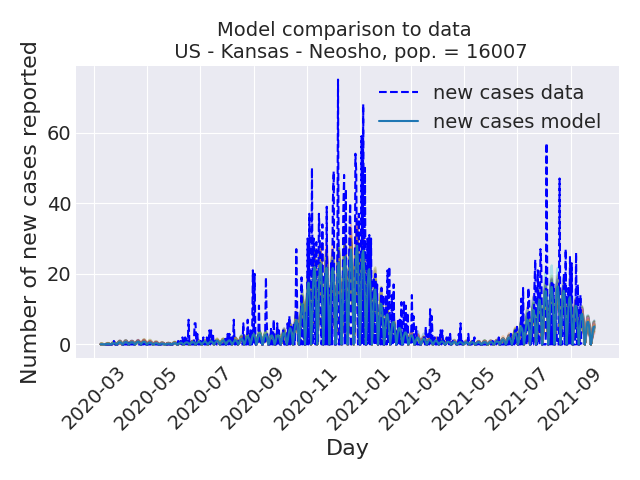 Model comparison to data
US - Kansas - Neosho, pop. = 16007
Number of new cases reported
60
40
20
0
new cases data
new cases model
2020-03
2020-05
2020-07
2020-09
2020-11
2021-01
2021-03
2021-05
2021-07
2021-09
Day